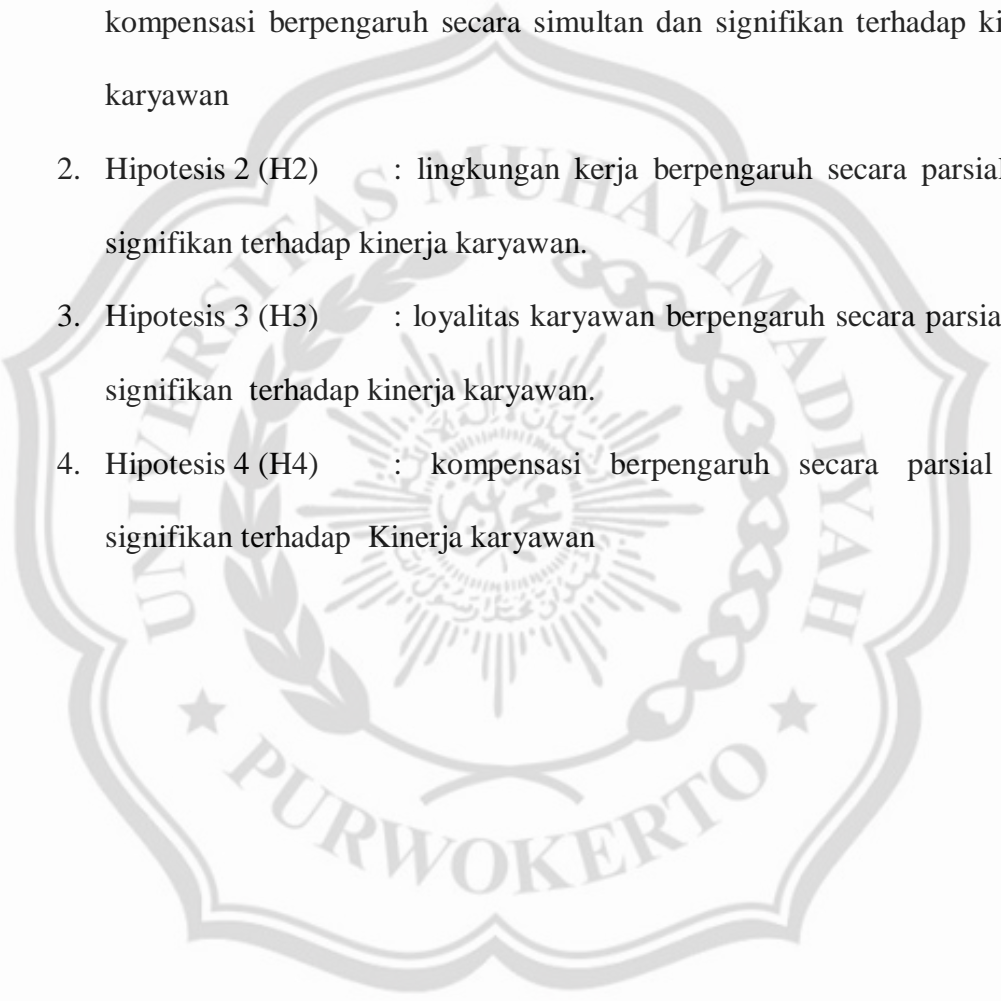 kompensasi berpengaruh secara simultan dan signifikan terhadap
karyawan
2. Hipotesis 2 (H2) : lingkungan kerja berpengaruh secara parsial
signifikan terhadap kinerja karyawan.
3. Hipotesis 3 (H3) : loyalitas karyawan berpengaruh secara
signifikan terhadap kinerja karyawan.
4. Hipotesis 4 (H4) : kompensasi berpengaruh secara parsial
signifikan terhadap Kinerja karyawan
UNIVERSITAS MUHAMMADIYAH
PURWOKERTO